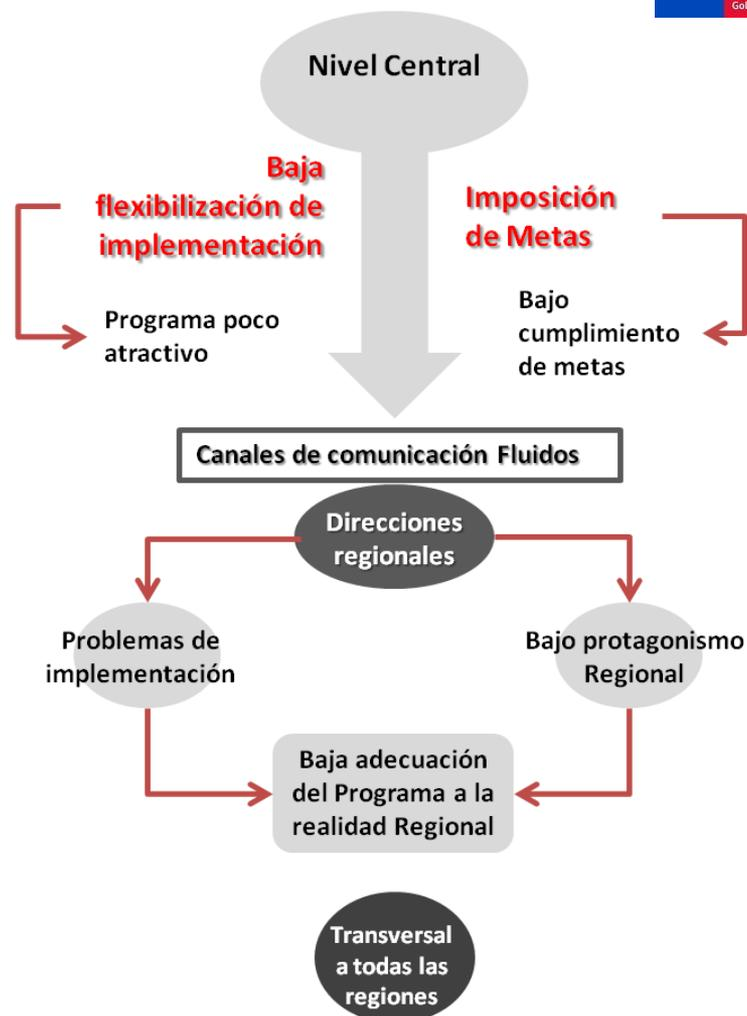 Nivel Central
Baja
flexibilización de
implementación
Imposición
de Metas
Programa poco
atractivo
Bajo
cumplimiento
de metas
Canales de comunicación Fluidos
Direcciones
regionales
Problemas de
implementación
Bajo protagonismo
Regional
Baja adecuación
del Programa a la
realidad Regional
Transversal
a todas las
regiones